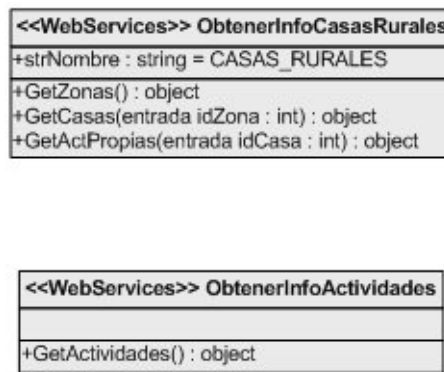 <<WebServices>> ObtenerInfoCasasRurales
+strNombre : string = CASAS_RURALES
+GetZonas() : object
+GetCasas(entrada idZona : int) : object
+GetActPropias(entrada idCasa : int) : object
<<WebServices>> ObtenerInfoActividades
+GetActividades() : object